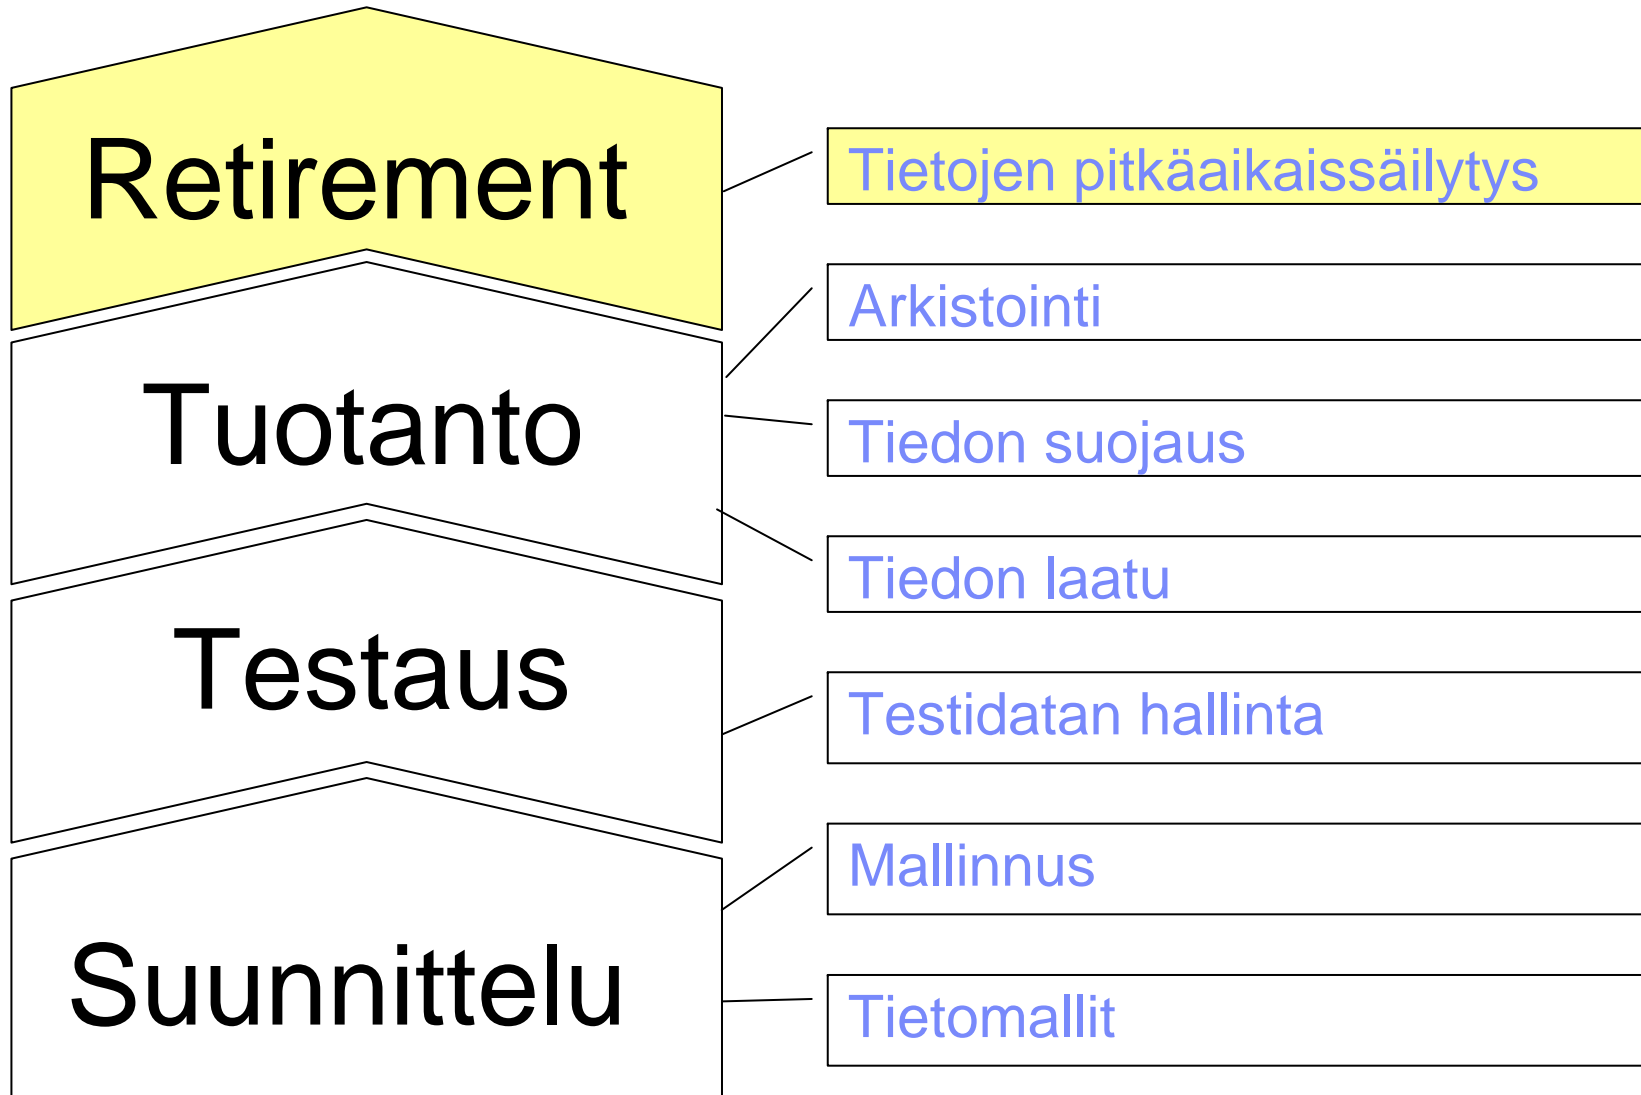 Retirement
Tietojen pitkäaikaissäilytys
Arkistointi
Tuotanto
Tiedon suojaus
Tiedon laatu
Testaus
Testidatan hallinta
Mallinnus
Suunnittelu
Tietomallit